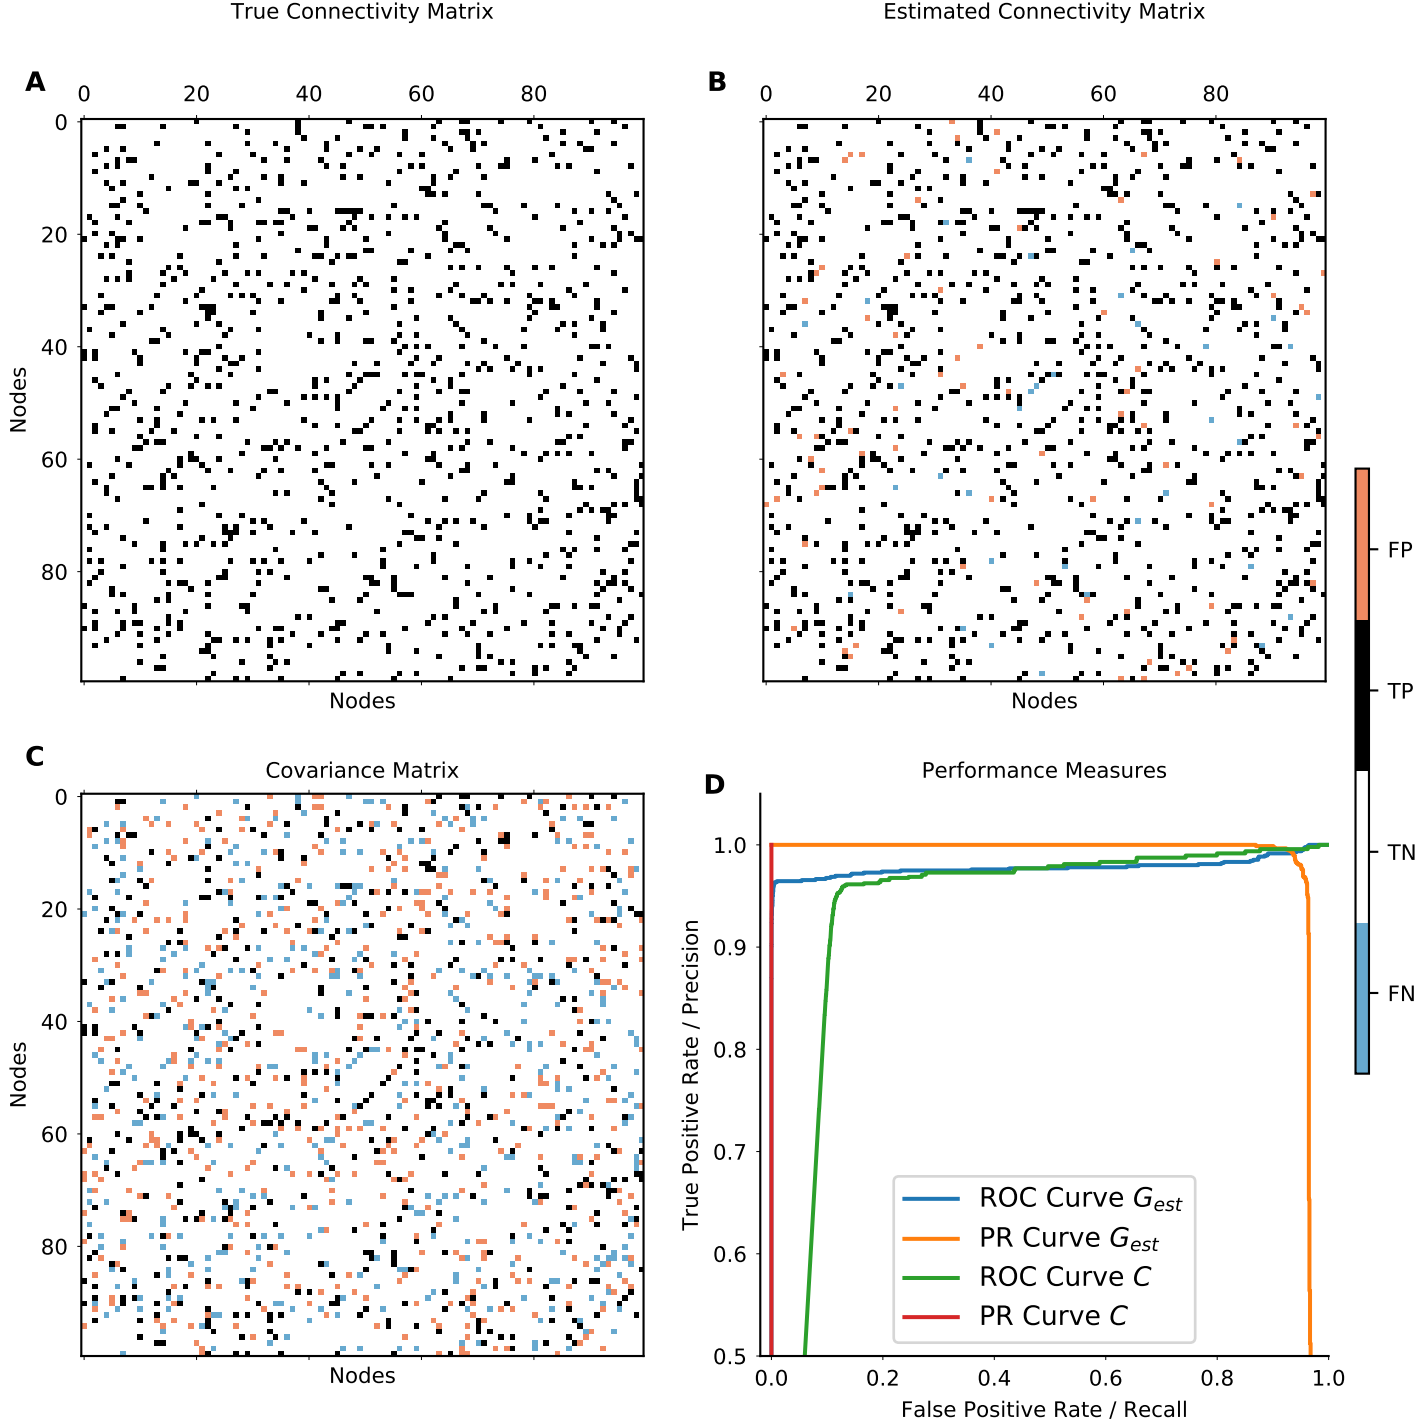 True Connectivity Matrix
Estimated Connectivity Matrix
A
0 20 40 60 80
0
20
40
60
80
Nodes
Nodes
B
0 20 40 60 80
Nodes
FP
TP
TN
FN
C
Covariance Matrix
0
20
40
60
80
Nodes
Nodes
D
Performance Measures
1.0
0.9
0.8
0.7
0.6
0.5
True Positive Rate / Precision
ROC Curve G_est
PR Curve G_est
ROC Curve C
PR Curve C
0.0 0.2 0.4 0.6 0.8 1.0
False Positive Rate / Recall